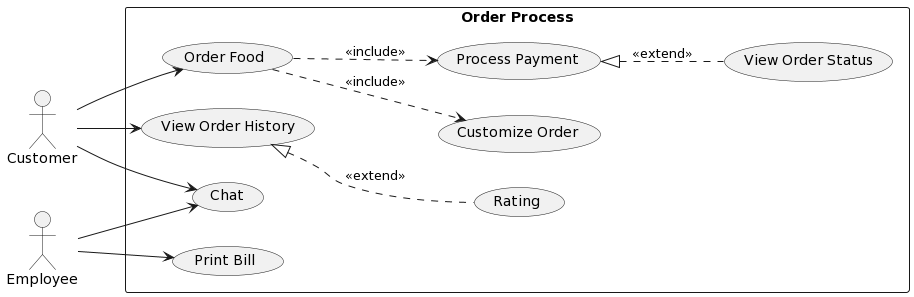 Order Process
Order Food
«include»
Process Payment
«extend»
View Order Status
«include»
View Order History
Customize Order
Customer
«extend»
Chat
Rating
Print Bill
Employee